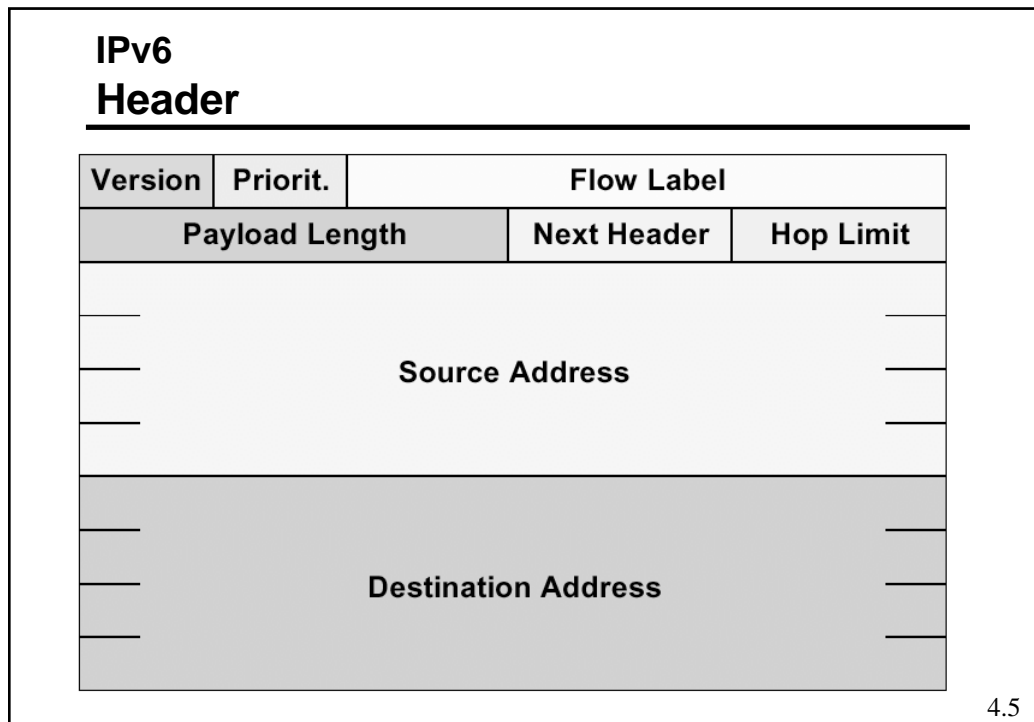 IPv6
Header
Version Priorit. Flow Label
Payload Length Next Header Hop Limit
Source Address
Destination Address
4.5